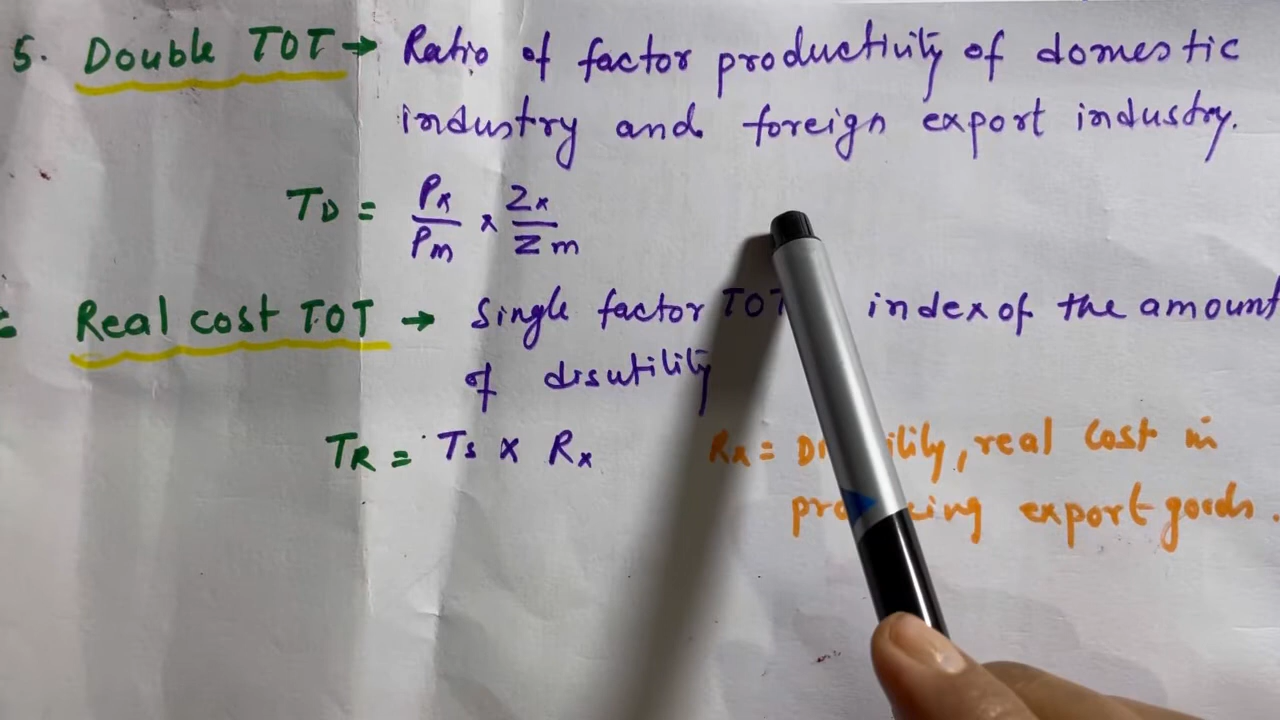 5. Double TOT → Ratio of factor productivity of domestic
industry and foreign export industry.
TD = Px/Pm x Zx/Zm
Real cost TOT → Single factor TOT index of the amount
of disutility
TR = Ts x Rx
Rx = real cost in
export goods.